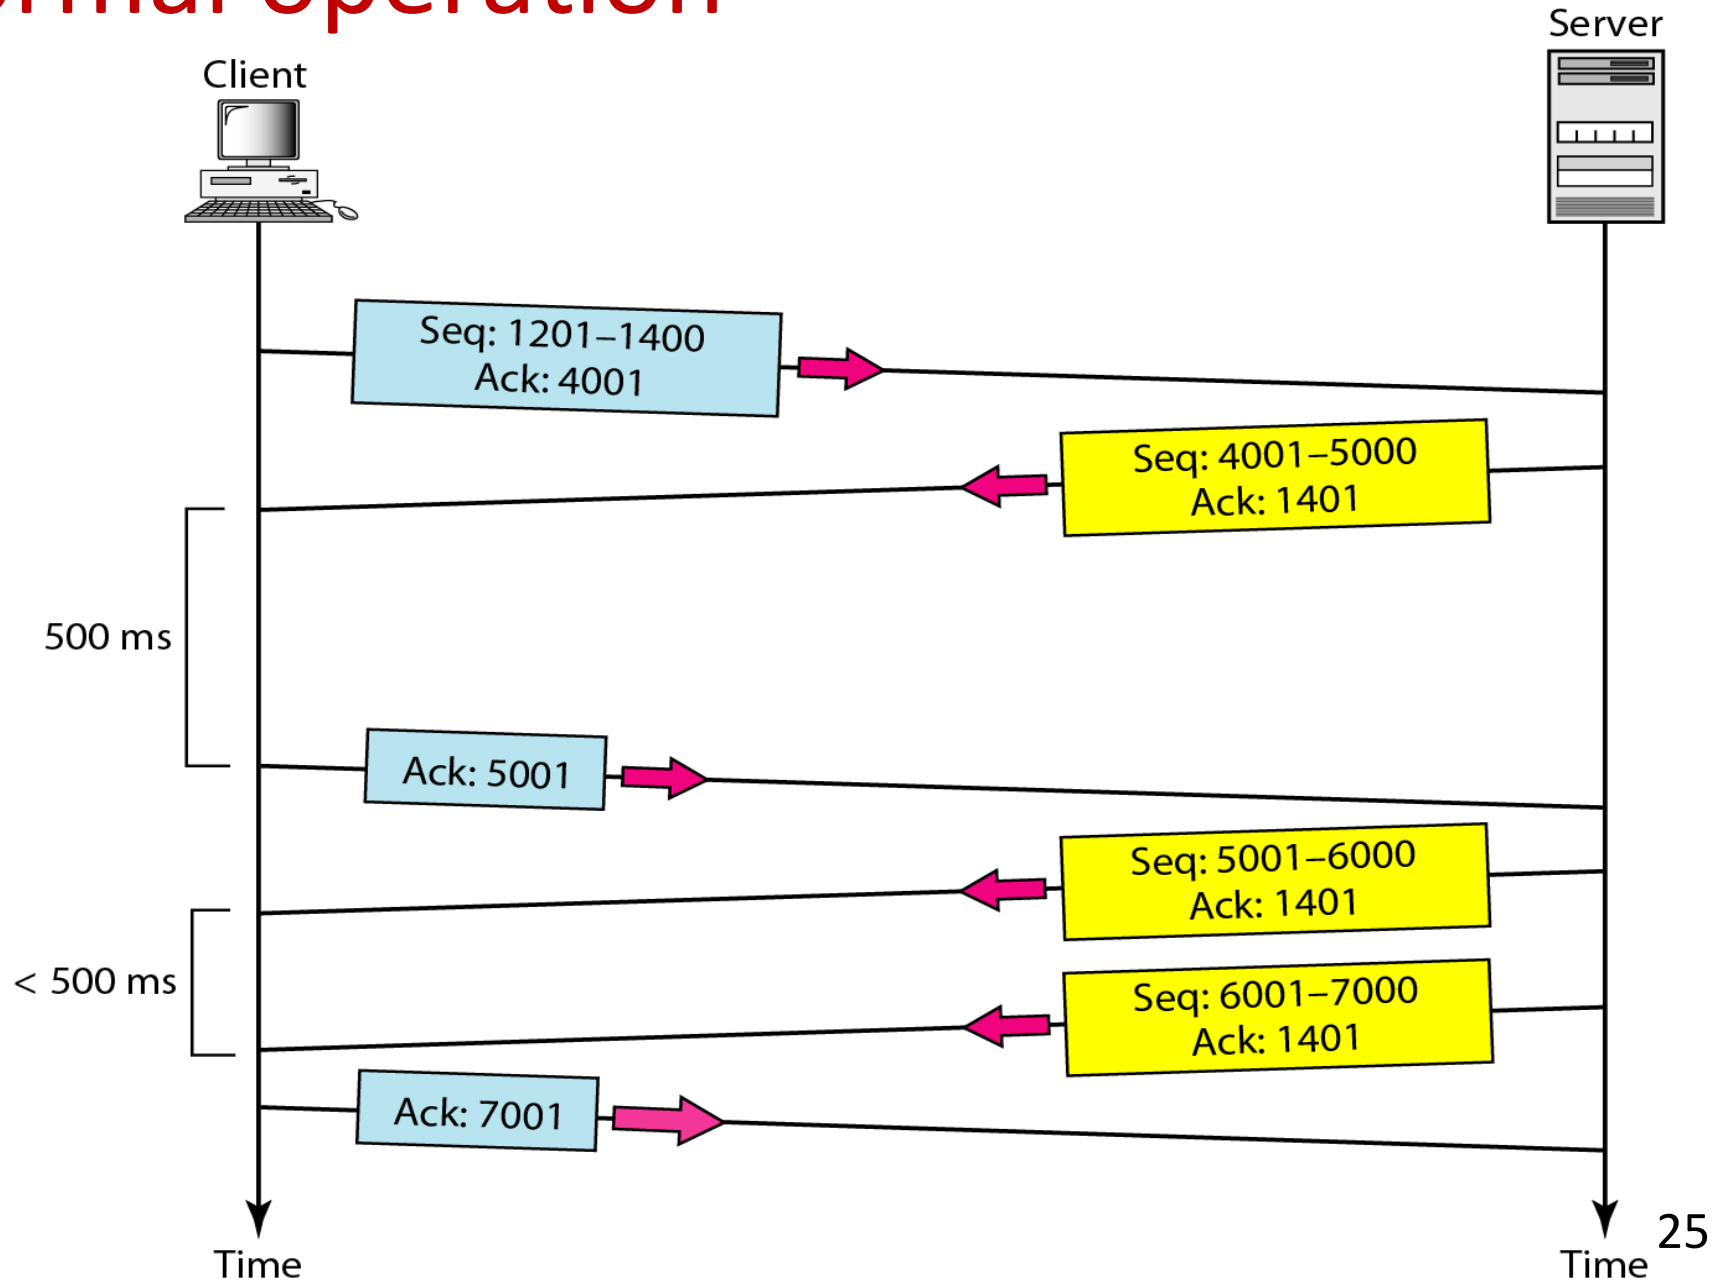 operation
Server
Client
Seq: 1201–1400
Ack: 4001
Seq: 4001–5000
Ack: 1401
500 ms
Ack: 5001
Seq: 5001–6000
Ack: 1401
< 500 ms
Seq: 6001–7000
Ack: 1401
Ack: 7001
25
Time
Time